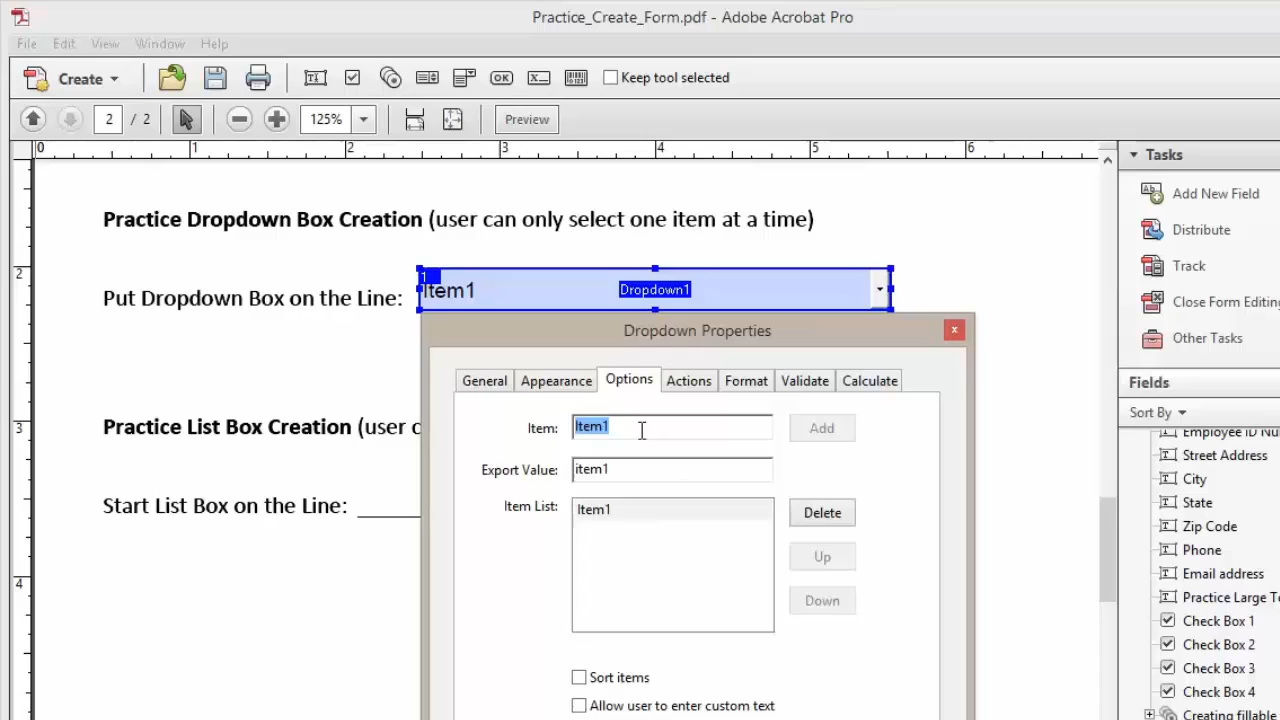 Practice_Create_Form.pdf - Adobe Acrobat Pro
File Edit View Window Help
Create OK Keep tool selected
2 / 2 125% Preview
0 1 2 3 4 5 6
Tasks
Add New Field
Distribute
Track
Close Form Editing
Other Tasks
Practice Dropdown Box Creation (user can only select one item at a time)
2
Put Dropdown Box on the Line:
1
Item1 Dropdown1
Dropdown Properties
x
General Appearance Options Actions Format Validate Calculate
Item: Item1 Add
Export Value: item1
Item List: Item1 Delete
Up
Down
Sort items
Allow user to enter custom text
3
Practice List Box Creation (user
Start List Box on the Line: ______
4
Fields
Sort By
Employee ID Nu
Street Address
City
State
Zip Code
Phone
Email address
Practice Large
Check Box 1
Check Box 2
Check Box 3
Check Box 4
Creating fillable